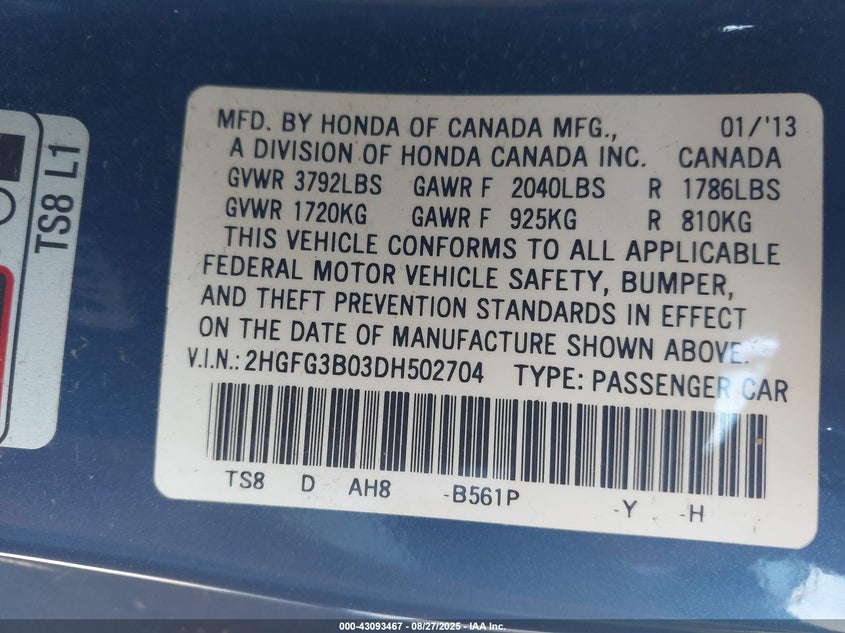 MFD. BY HONDA OF CANADA MFG., 01/'13
A DIVISION OF HONDA CANADA INC. CANADA
GVWR 3792LBS GAWR F 2040LBS R 1786LBS
GVWR 1720KG GAWR F 925KG R 810KG
THIS VEHICLE CONFORMS TO ALL APPLICABLE
FEDERAL MOTOR VEHICLE SAFETY, BUMPER,
AND THEFT PREVENTION STANDARDS IN EFFECT
ON THE DATE OF MANUFACTURE SHOWN ABOVE.
V.I.N.: 2HGFG3B03DH502704 TYPE: PASSENGER CAR
TS8 D AH8 -B561P -Y -H
TS8 L1
000-43093467 - 08/27/2025 - IAA Inc.